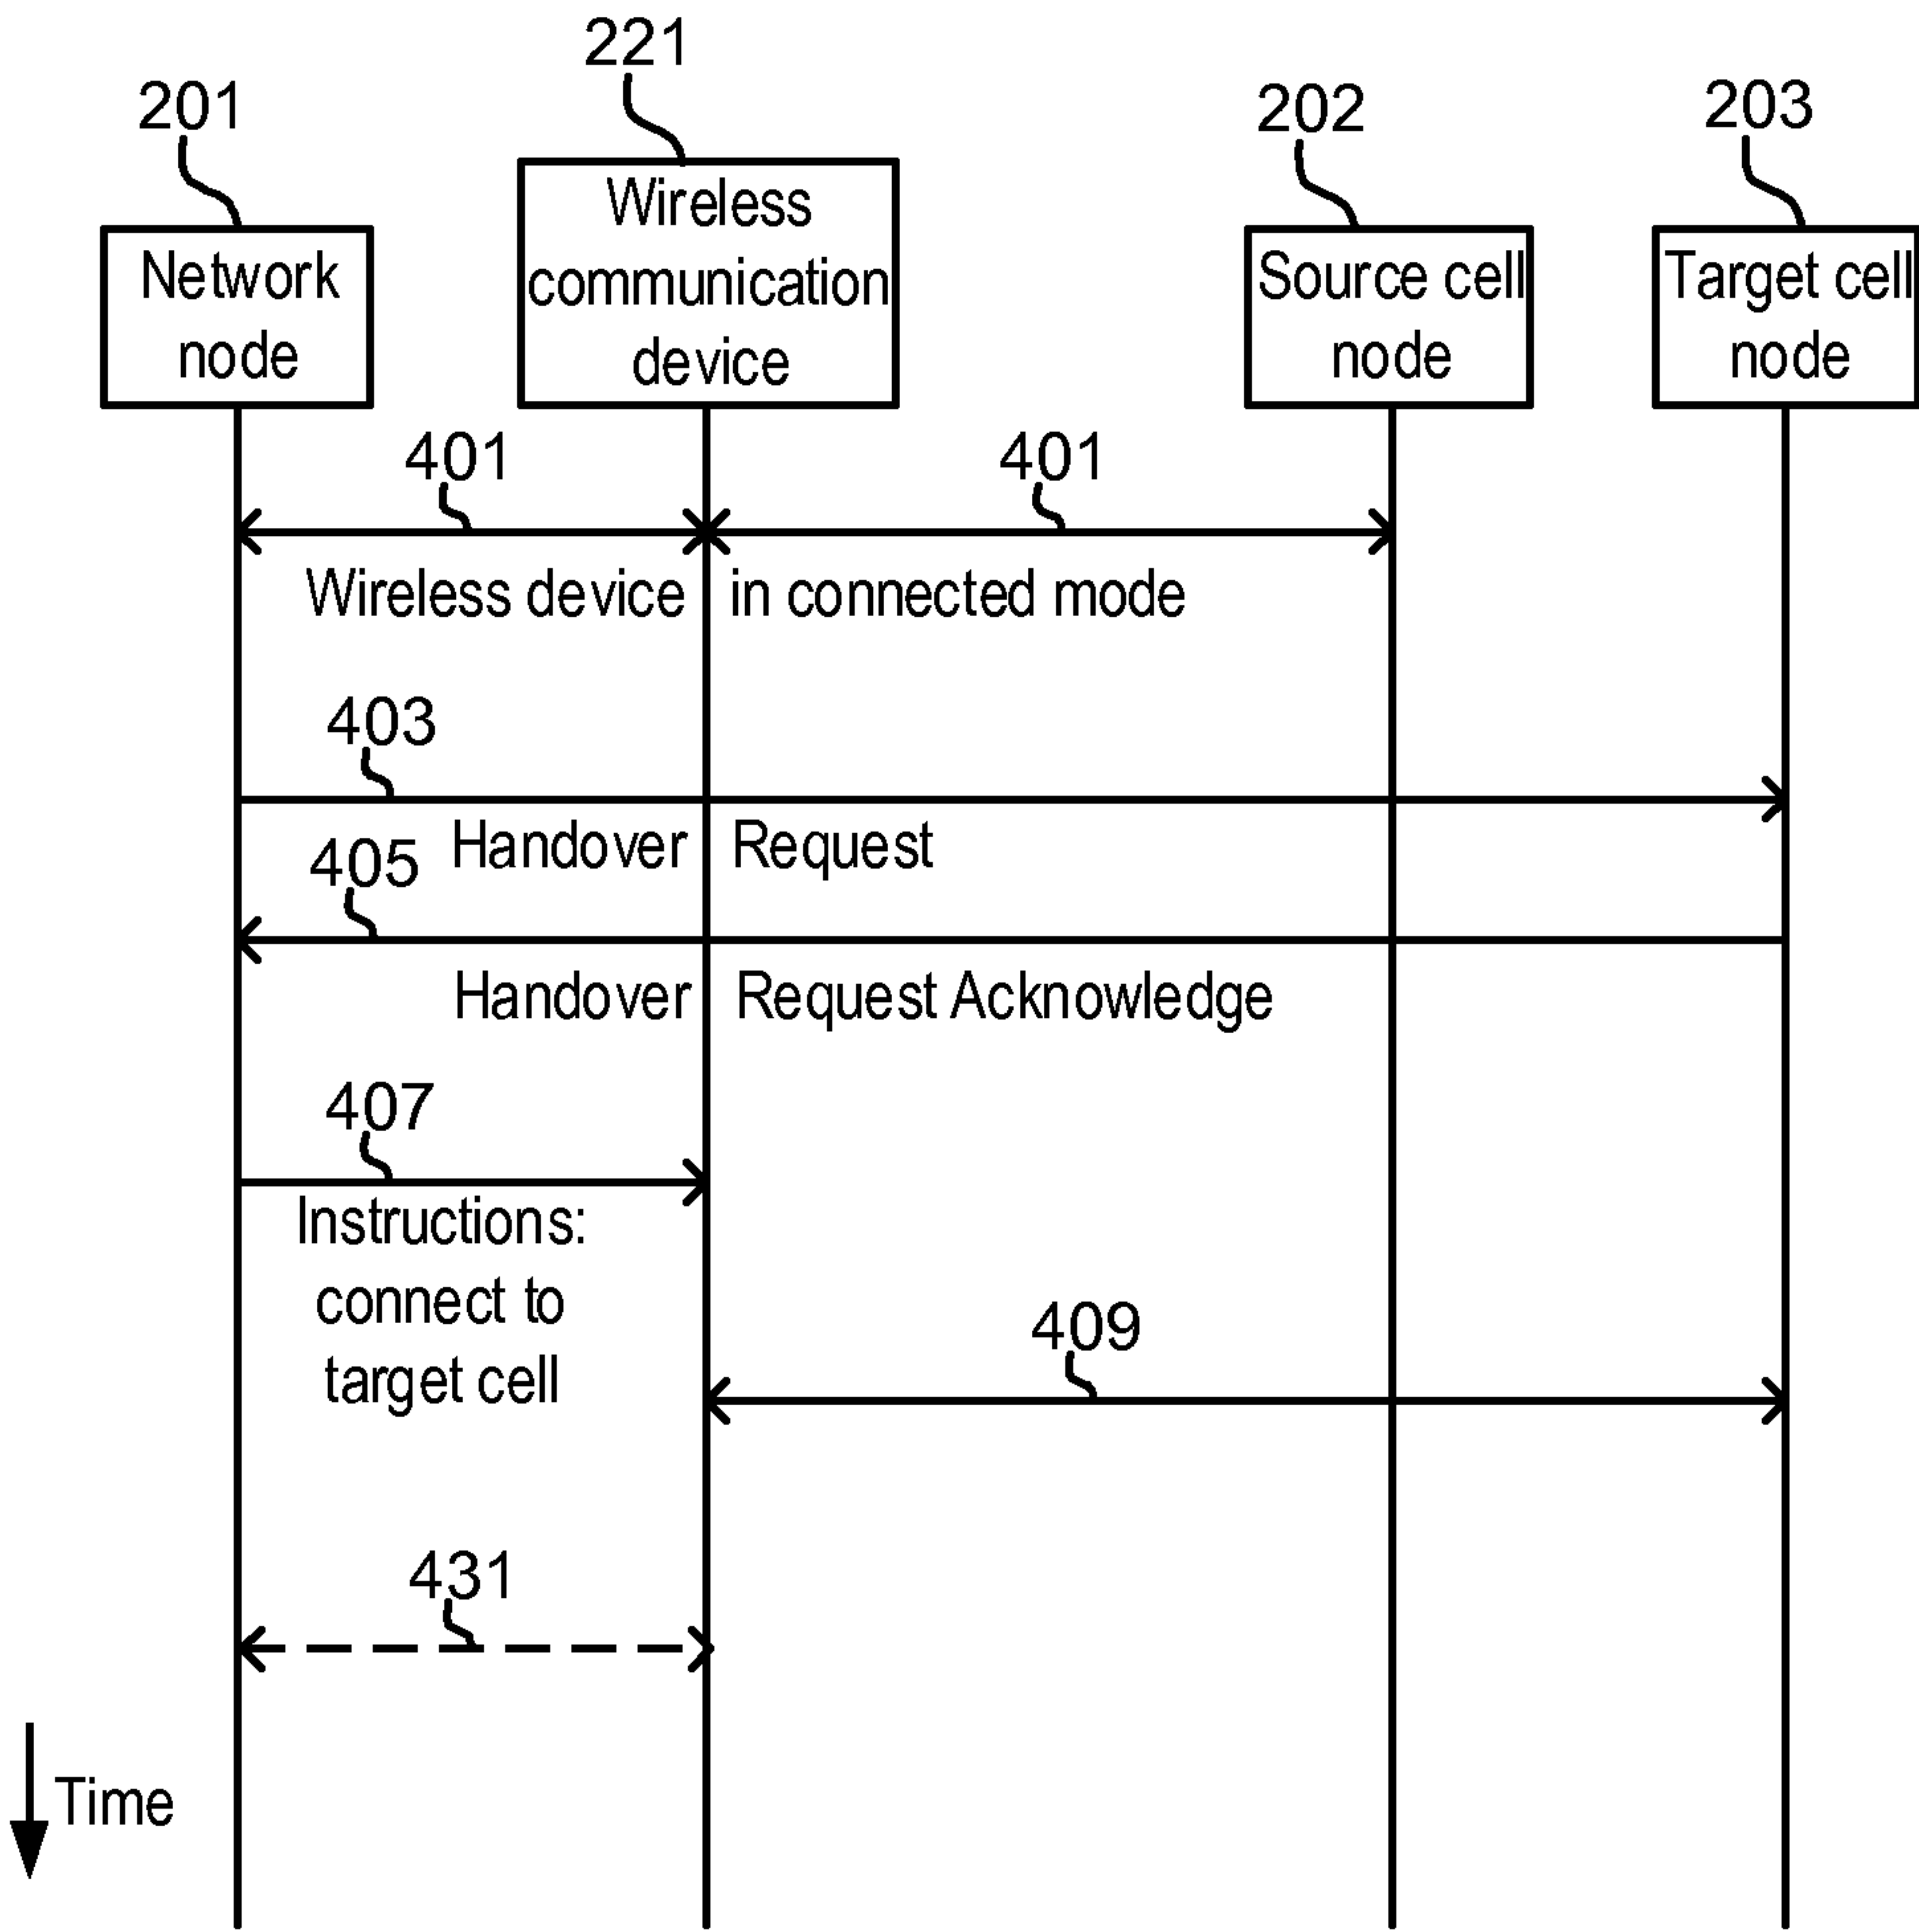 221
201
202
203
Wireless
communication
device
Network
node
Source cell
node
Target cell
node
401
401
Wireless device in connected mode
403
Handover Request
405
Handover Request Acknowledge
407
Instructions:
connect to
target cell
409
431
Time